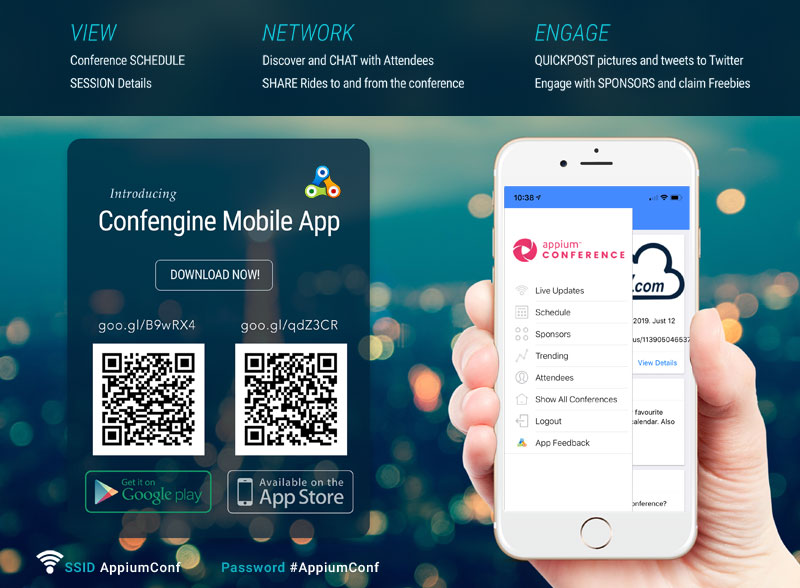 VIEW
Conference SCHEDULE
SESSION Details
NETWORK
Discover and CHAT with Attendees
SHARE Rides to and from the conference
ENGAGE
QUICKPOST pictures and tweets to Twitter
Engage with SPONSORS and claim Freebies
Introducing
Confengine Mobile App
DOWNLOAD NOW!
goo.gl/B9wRX4
goo.gl/qdZ3CR
Get it on
Google play
Available on the
App Store
SSID AppiumConf
Password #AppiumConf
10:38
appium™
CONFERENCE
Live Updates
Schedule
Sponsors
Trending
Attendees
Show All Conferences
Logout
App Feedback
.com
2019. Just 12
us/113905046537
View Details
favourite
calendar. Also
onference?